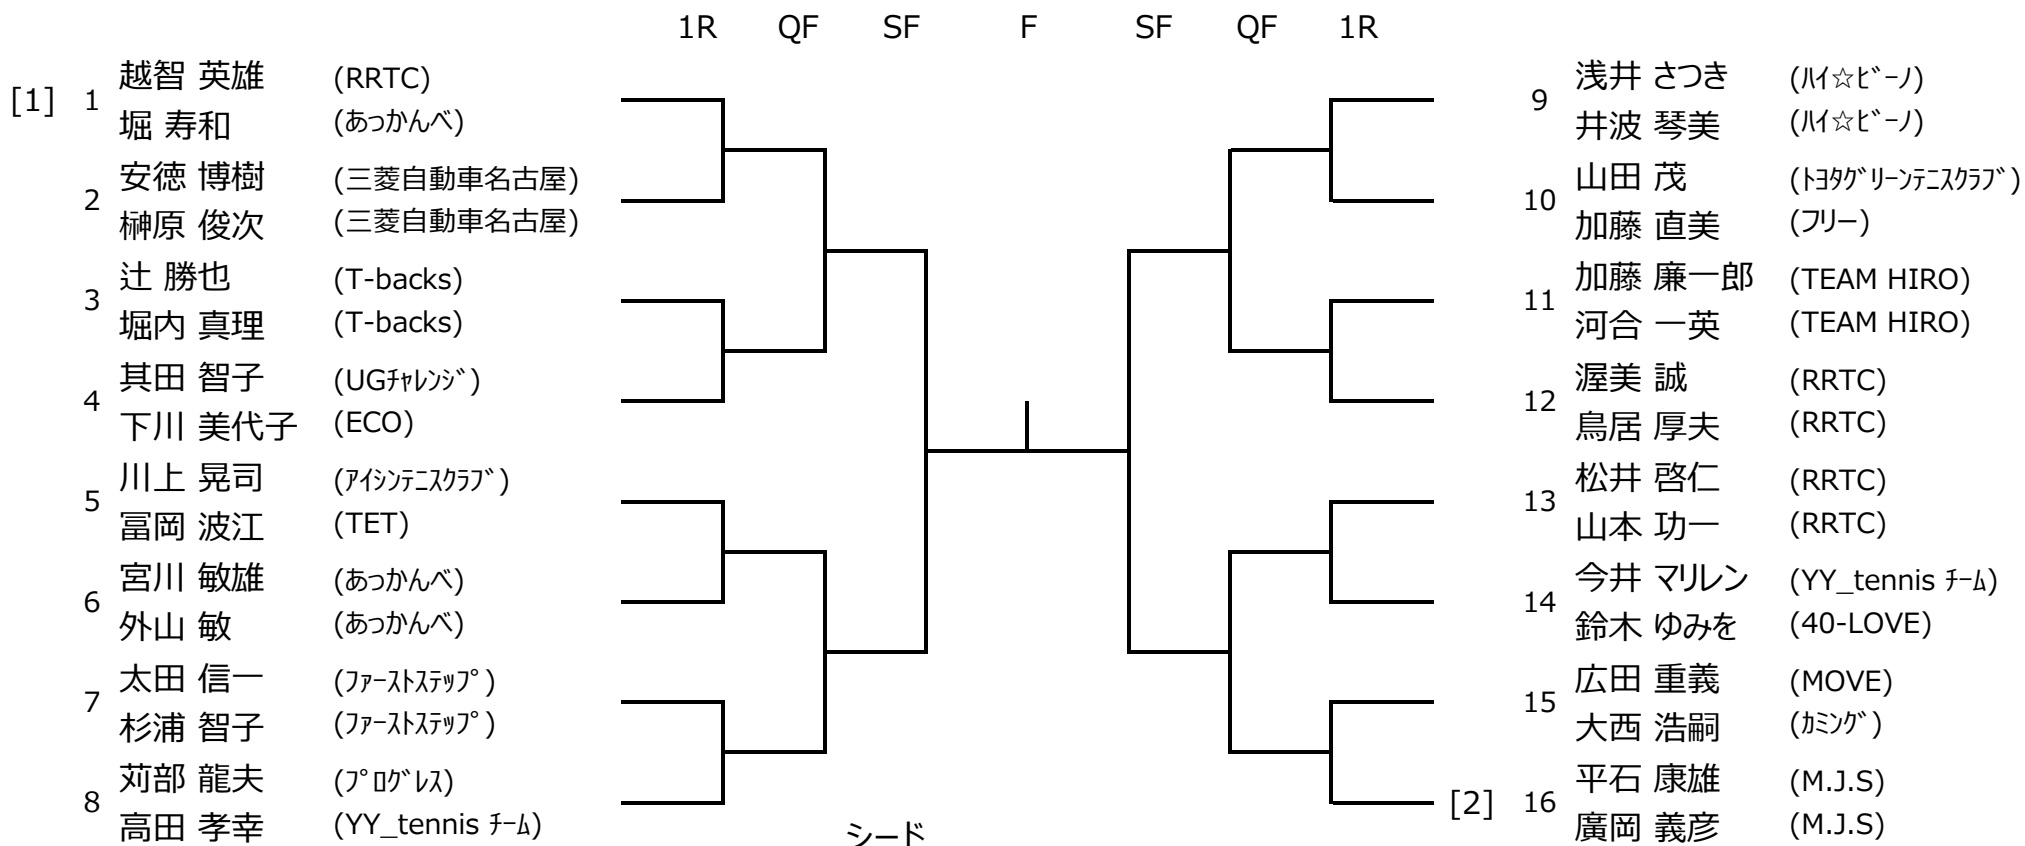 1R QF SF F SF QF 1R
[1] 1 越智 英雄 (RRTC)
堀 寿和 (あっかんべ)
2 安徳 博樹 (三菱自動車名古屋)
榊原 俊次 (三菱自動車名古屋)
3 辻 勝也 (T-backs)
堀内 真理 (T-backs)
4 其田 智子 (UGﾁｬﾚﾝｼﾞ)
下川 美代子 (ECO)
5 川上 晃司 (ｱｲｼﾝﾃﾆｽｸﾗﾌﾞ)
冨岡 波江 (TET)
6 宮川 敏雄 (あっかんべ)
外山 敏 (あっかんべ)
7 太田 信一 (ﾌｧｰｽﾄｽﾃｯﾌﾟ)
杉浦 智子 (ﾌｧｰｽﾄｽﾃｯﾌﾟ)
8 苅部 龍夫 (ﾌﾟﾛｸﾞﾚｽ)
高田 孝幸 (YY_tennis ﾁｰﾑ)
9 浅井 さつき (ﾊｲ☆ﾋﾞｰﾉ)
井波 琴美 (ﾊｲ☆ﾋﾞｰﾉ)
10 山田 茂 (ﾄﾖﾀｸﾞﾘｰﾝﾃﾆｽｸﾗﾌﾞ)
加藤 直美 (フリー)
11 加藤 廉一郎 (TEAM HIRO)
河合 一英 (TEAM HIRO)
12 渥美 誠 (RRTC)
鳥居 厚夫 (RRTC)
13 松井 啓仁 (RRTC)
山本 功一 (RRTC)
14 今井 マリレン (YY_tennis ﾁｰﾑ)
鈴木 ゆみを (40-LOVE)
15 広田 重義 (MOVE)
大西 浩嗣 (ｶﾐﾝｸﾞ)
[2] 16 平石 康雄 (M.J.S)
廣岡 義彦 (M.J.S)
シード